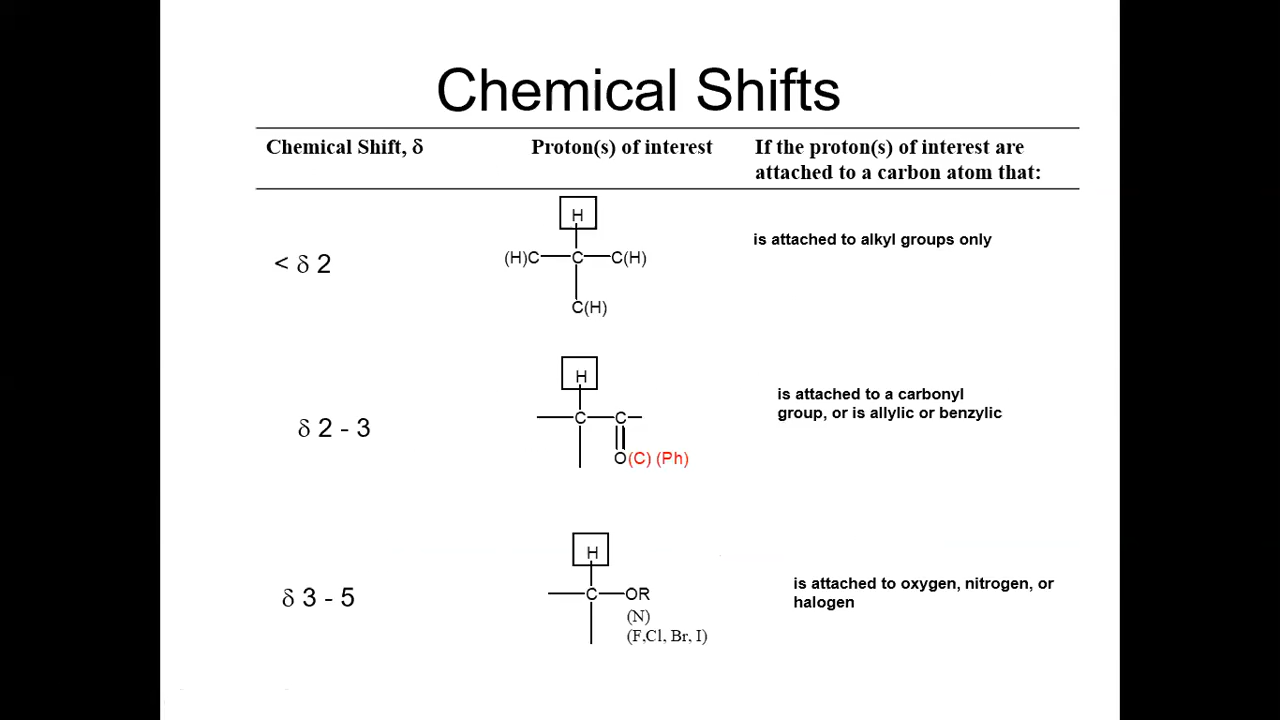 Chemical Shifts
Chemical Shift, δ
Proton(s) of interest
If the proton(s) of interest are
attached to a carbon atom that:
H
is attached to alkyl groups only
< δ 2
(H)C C C(H)
C(H)
H
is attached to a carbonyl
group, or is allylic or benzylic
δ 2 - 3
C C
O(C) (Ph)
H
is attached to oxygen, nitrogen, or
halogen
δ 3 - 5
C OR
(N)
(F,Cl, Br, I)